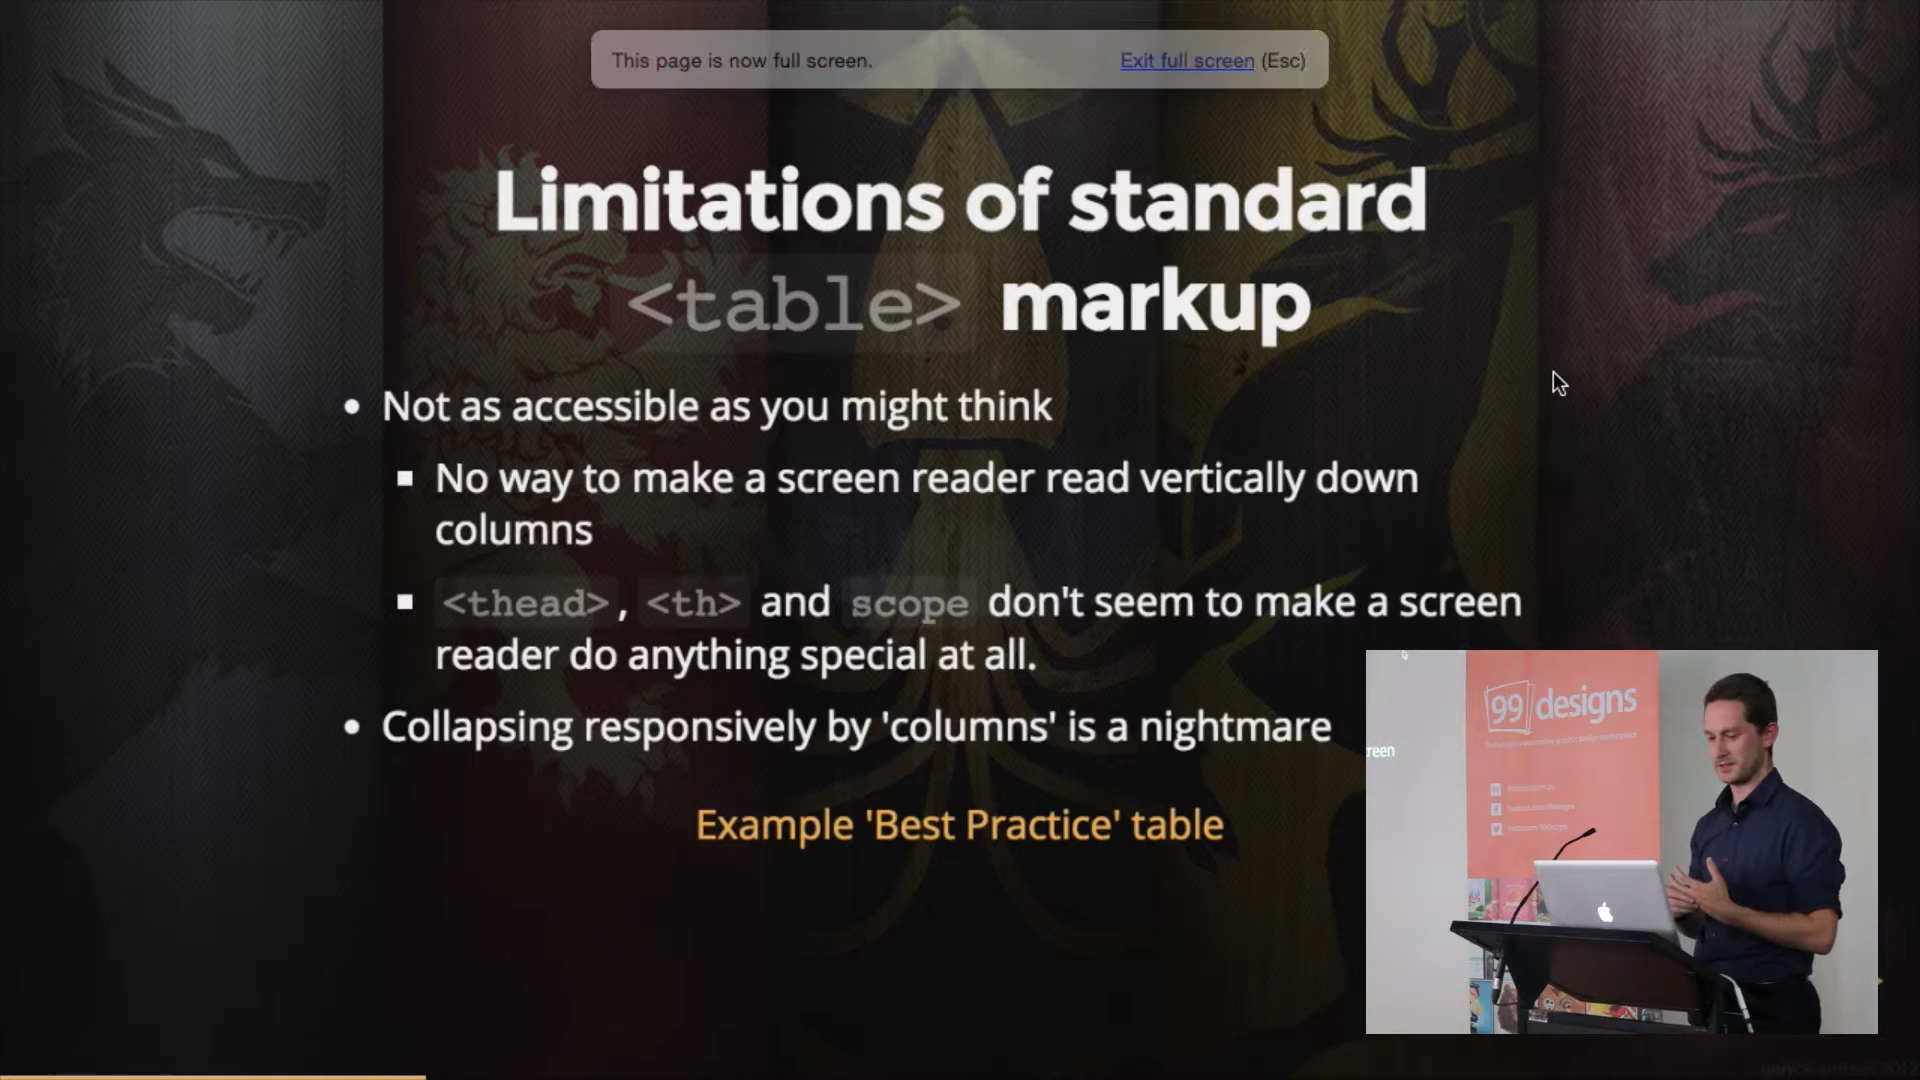 This page is now full screen.
Exit full screen (Esc)
Limitations of standard
<table> markup
• Not as accessible as you might think
▪ No way to make a screen reader read vertically down
columns
▪ <thead>, <th> and scope don't seem to make a screen
reader do anything special at all.
• Collapsing responsively by 'columns' is a nightmare
Example 'Best Practice' table
99designs
reen